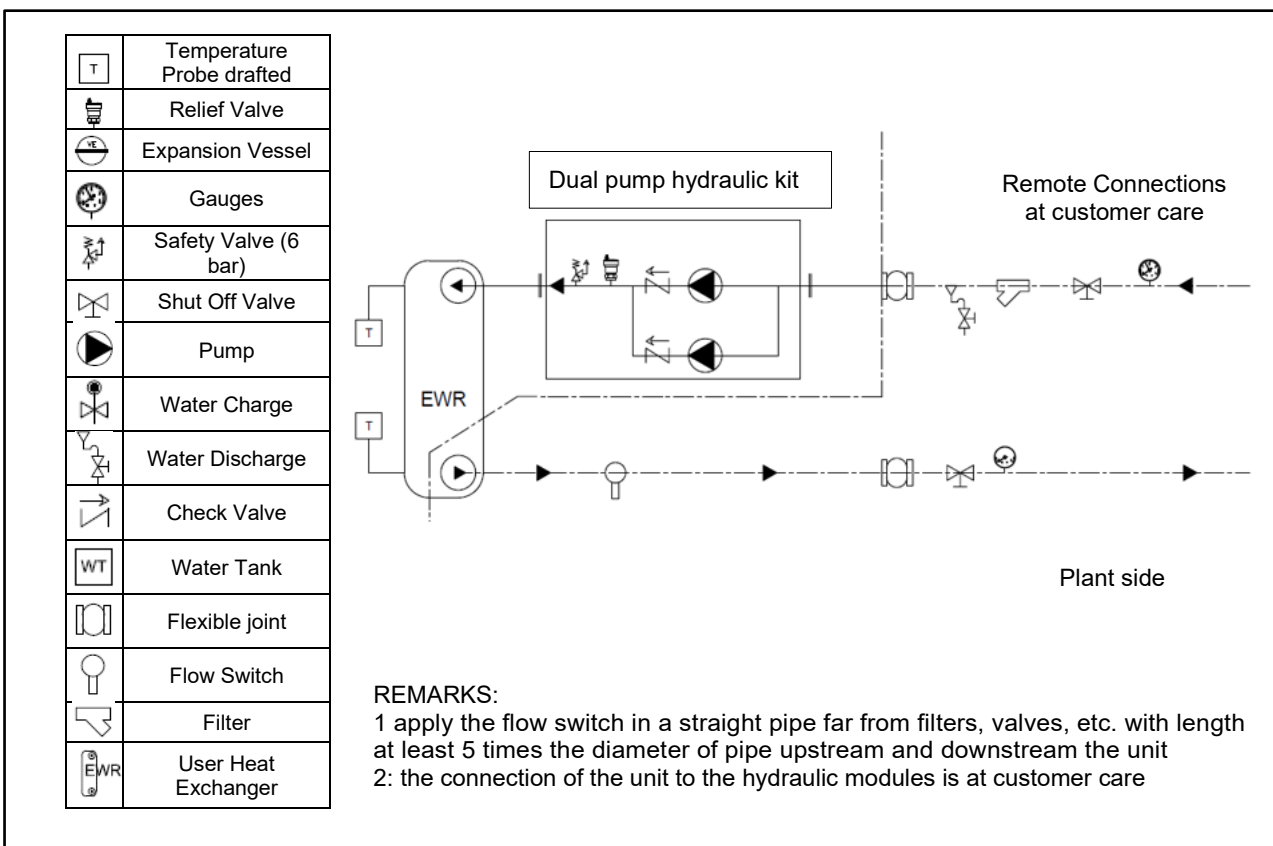 T
Temperature
Probe drafted
Relief Valve
VE
Expansion Vessel
Gauges
Safety Valve (6
bar)
Shut Off Valve
Pump
Water Charge
Water Discharge
Check Valve
WT
Water Tank
Flexible joint
Flow Switch
Filter
EWR
User Heat
Exchanger
Dual pump hydraulic kit
Remote Connections
at customer care
T
EWR
T
Plant side
REMARKS:
1 apply the flow switch in a straight pipe far from filters, valves, etc. with length
at least 5 times the diameter of pipe upstream and downstream the unit
2: the connection of the unit to the hydraulic modules is at customer care